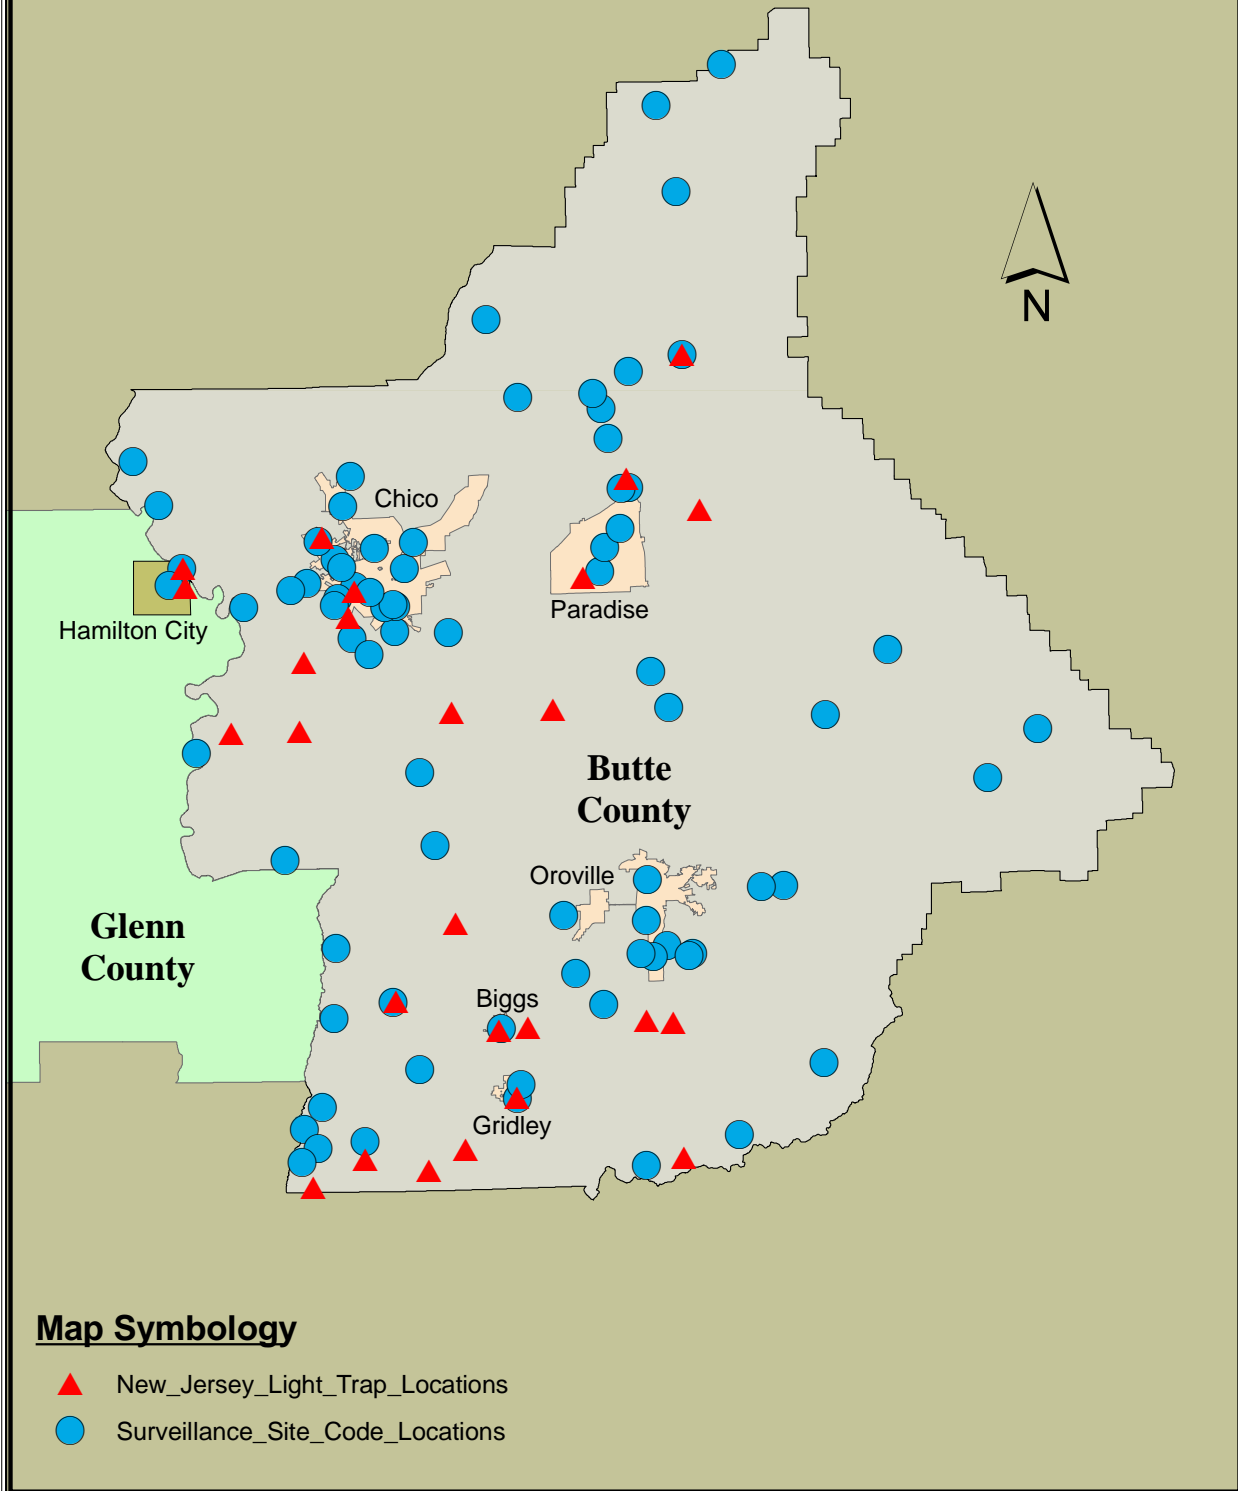 N
Chico
Paradise
Hamilton City
Butte
County
Oroville
Glenn
County
Biggs
Gridley
Map Symbology
New_Jersey_Light_Trap_Locations
Surveillance_Site_Code_Locations